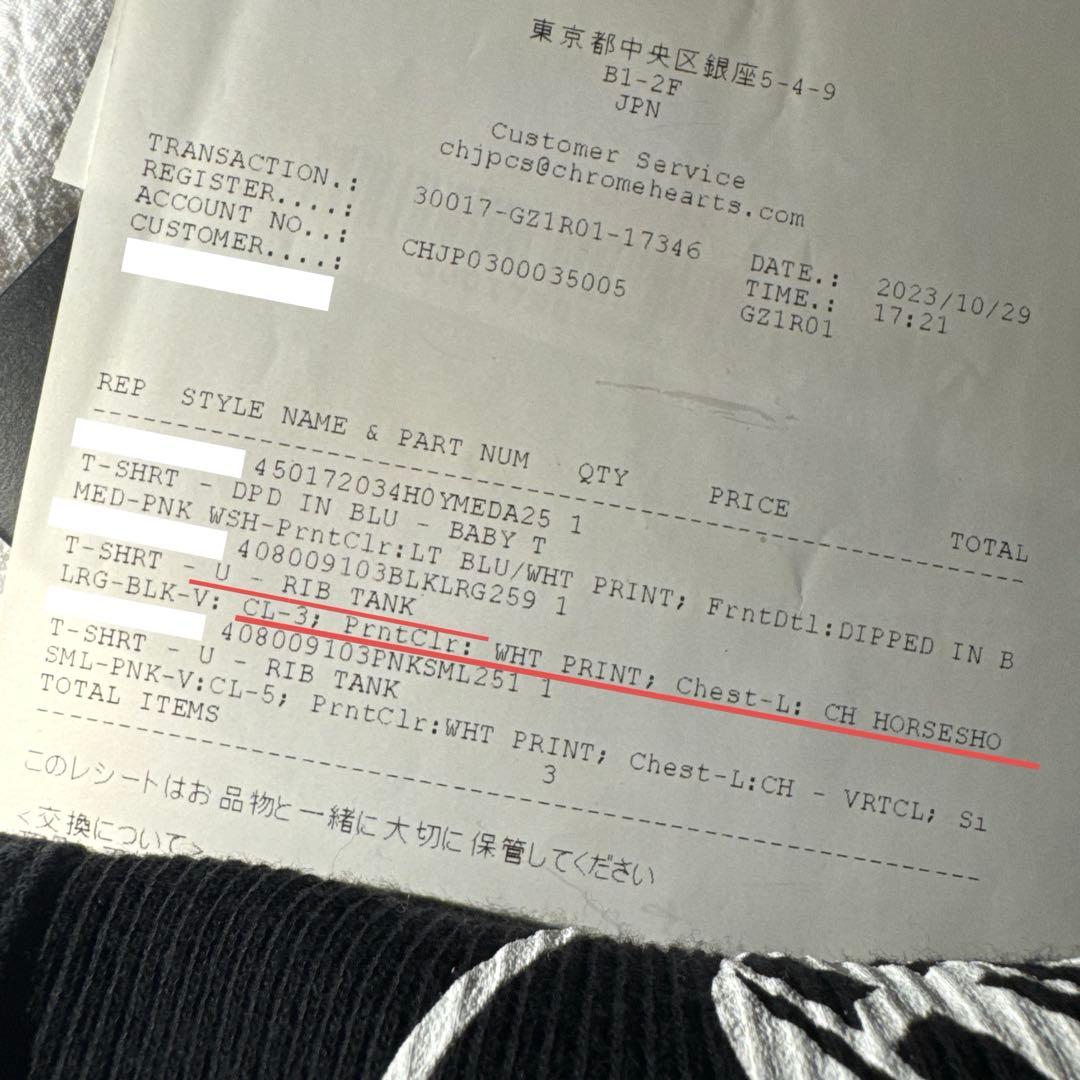 東京都中央区銀座5-4-9
B1-2F
JPN
Customer Service
chjpcs@chromehearts.com
TRANSACTION.: 30017-GZ1R01-17346 DATE.: 2023/10/29
REGISTER....: TIME.: 17:21
ACCOUNT NO..: CHJP0300035005 GZ1R01
CUSTOMER....:
REP STYLE NAME & PART NUM QTY PRICE TOTAL
450172034H0YMEDA25 1
T-SHRT - DPD IN BLU - BABY T
MED-PNK WSH-PrntClr:LT BLU/WHT PRINT; FrntDtl:DIPPED IN B
408009103BLKLRG259 1
T-SHRT - U - RIB TANK
LRG-BLK-V: CL-3; PrntClr: WHT PRINT; Chest-L: CH HORSESHO
408009103PNKSML251 1
T-SHRT - U - RIB TANK
SML-PNK-V:CL-5; PrntClr:WHT PRINT; Chest-L:CH - VRTCL; Sl
TOTAL ITEMS 3
このレシートはお品物と一緒に大切に保管してください
<交換について>